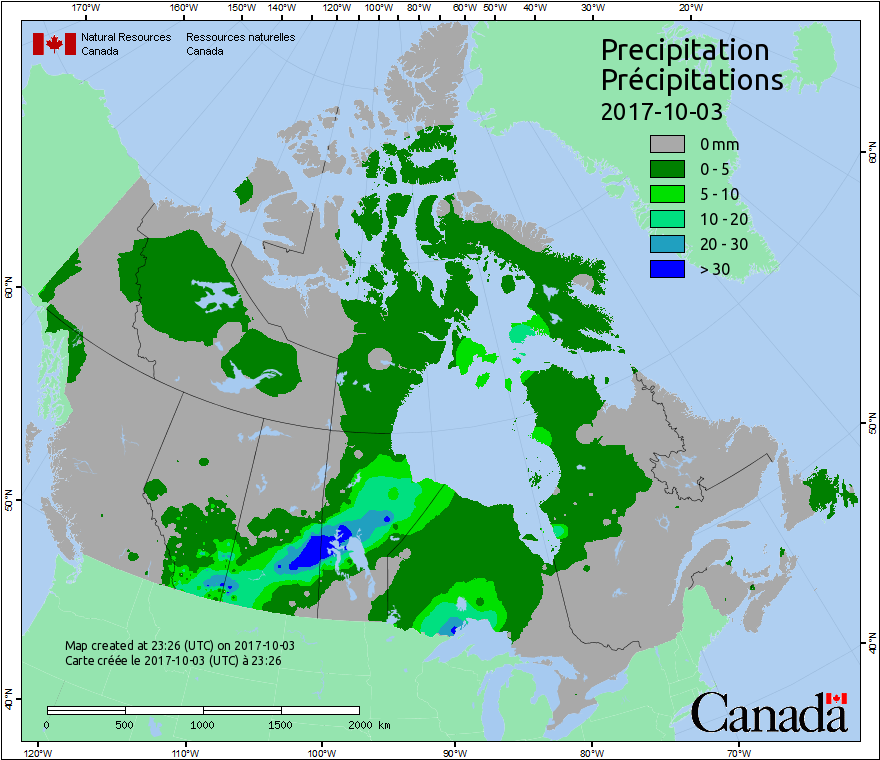 170°W 160°W 150°W 140°W 130°W 120°W 110°W 100°W 90°W 80°W 60°W 50°W 40°W 30°W 20°W
Natural Resources Ressources naturelles
Canada Canada
Precipitation
Précipitations
2017-10-03
0 mm
0 - 5
5 - 10
10 - 20
20 - 30
> 30
60°N
60°N
50°N
50°N
40°N
40°N
Map created at 23:26 (UTC) on 2017-10-03
Carte créée le 2017-10-03 (UTC) à 23:26
0 500 1000 1500 2000 km
Canada
120°W 110°W 100°W 90°W 80°W 70°W